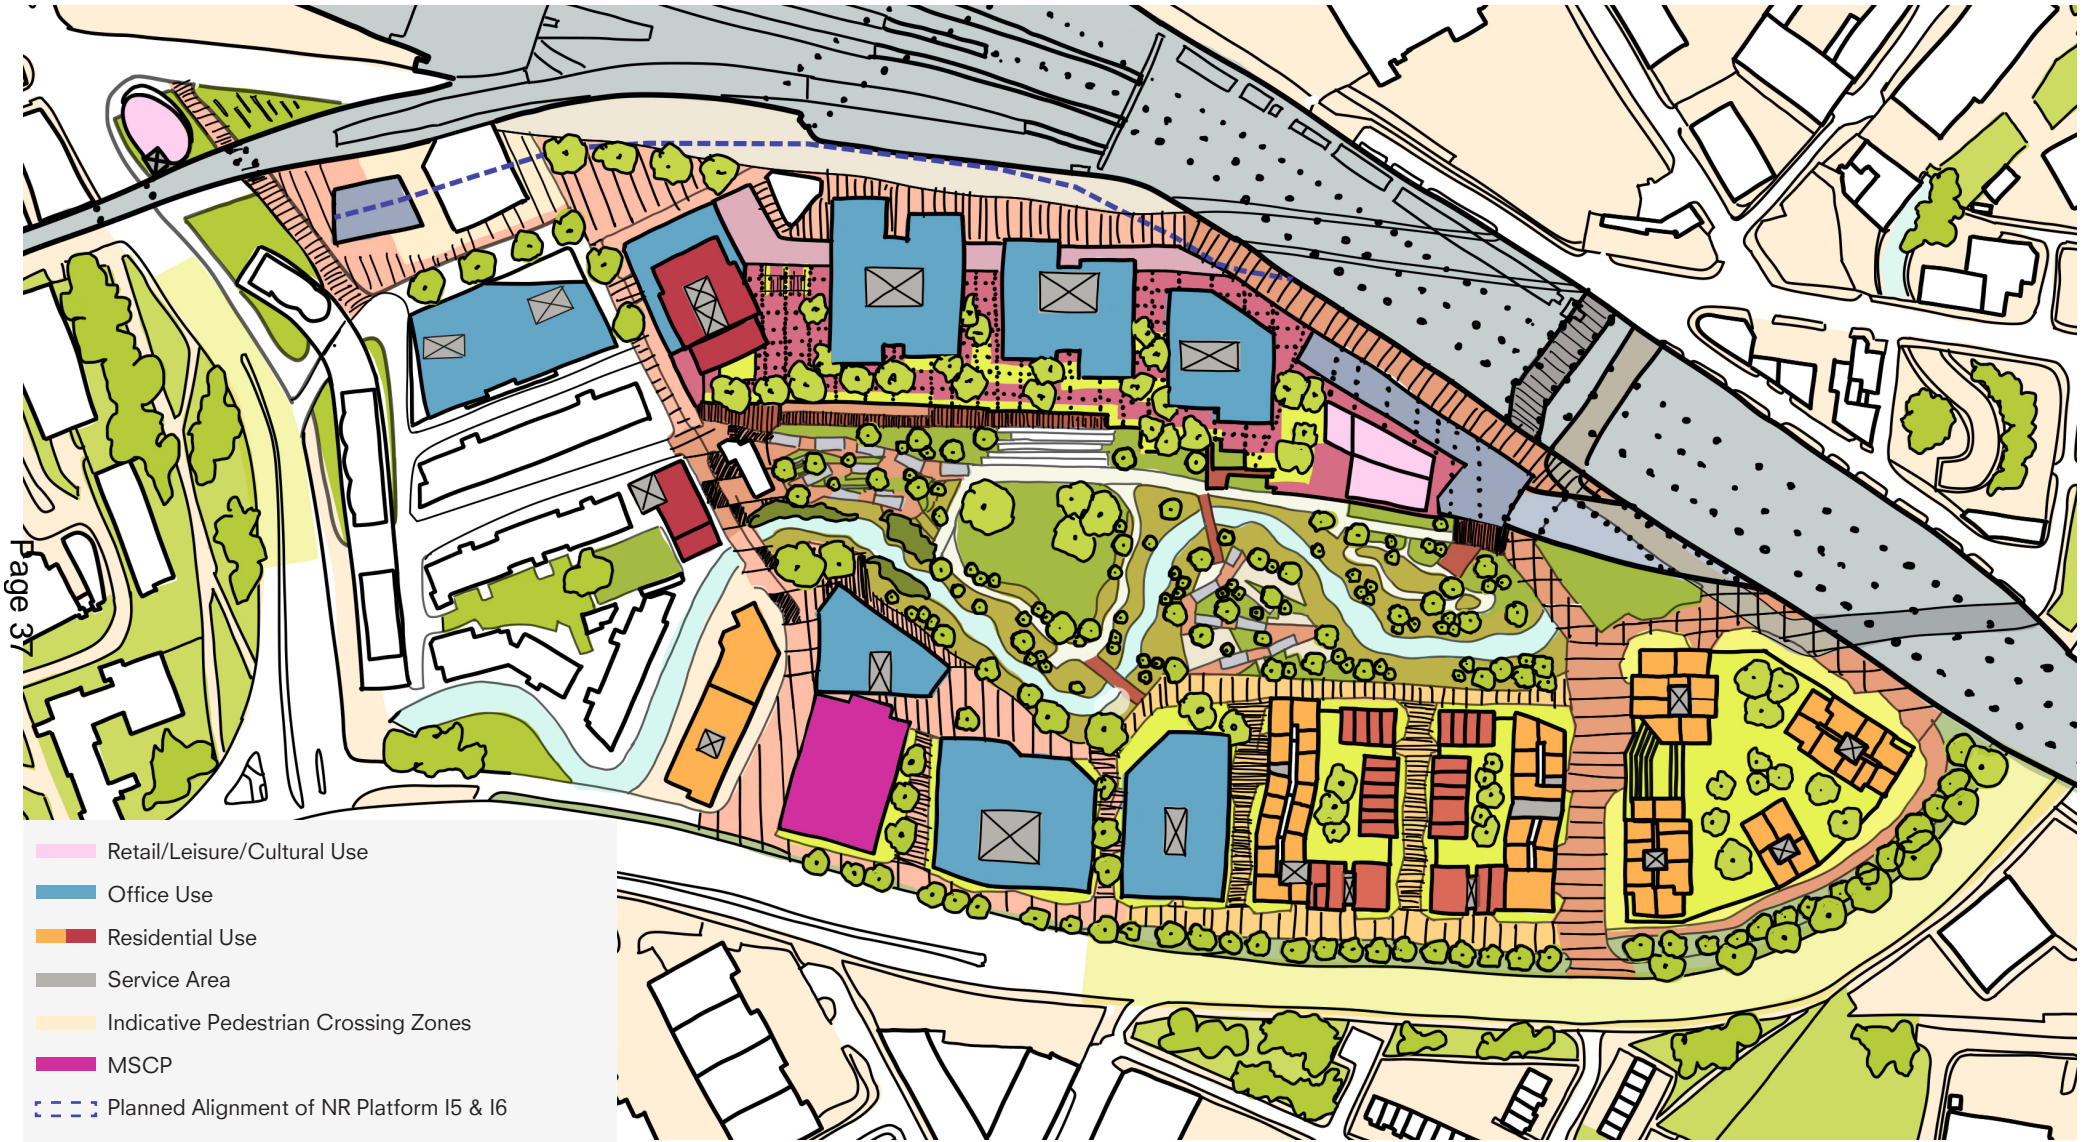 Page 37
Retail/Leisure/Cultural Use
Office Use
Residential Use
Service Area
Indicative Pedestrian Crossing Zones
MSCP
Planned Alignment of NR Platform 15 & 16